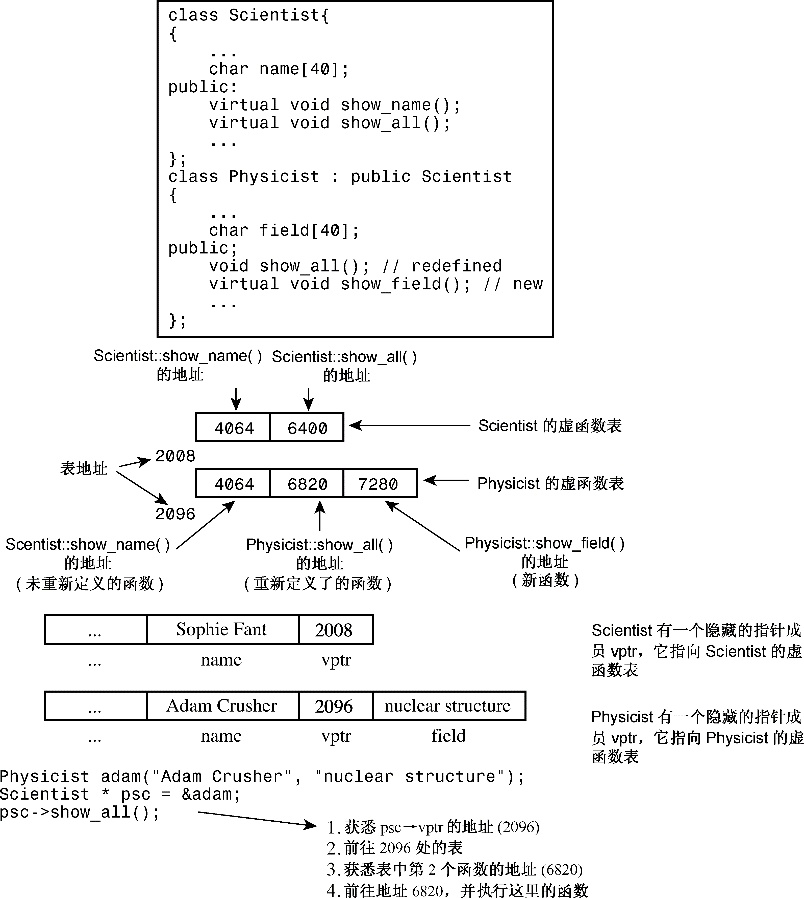 class Scientist{
{
...
char name[40];
public:
virtual void show_name();
virtual void show_all();
...
};
class Physicist : public Scientist
{
...
char field[40];
public;
void show_all(); // redefined
virtual void show_field(); // new
...
};
Scientist::show_name( ) Scientist::show_all( )
的地址 的地址
4064 6400 Scientist 的虚函数表
2008
表地址 4064 6820 7280 Physicist 的虚函数表
2096
Scentist::show_name( ) Physicist::show_all( ) Physicist::show_field( )
的地址 的地址 的地址
( 未重新定义的函数 ) ( 重新定义了的函数 ) ( 新函数 )
... Sophie Fant 2008
name vptr
...
Scientist 有一个隐藏的指针成
员 vptr，它指向 Scientist 的虚
函数表
... Adam Crusher 2096 nuclear structure
... name vptr field
Physicist 有一个隐藏的指针成
员 vptr，它指向 Physicist 的虚
函数表
Physicist adam("Adam Crusher", "nuclear structure");
Scientist * psc = &adam;
psc->show_all();
1. 获悉 psc→vptr 的地址 (2096)
2. 前往 2096 处的表
3. 获悉表中第 2 个函数的地址 (6820)
4. 前往地址 6820，并执行这里的函数